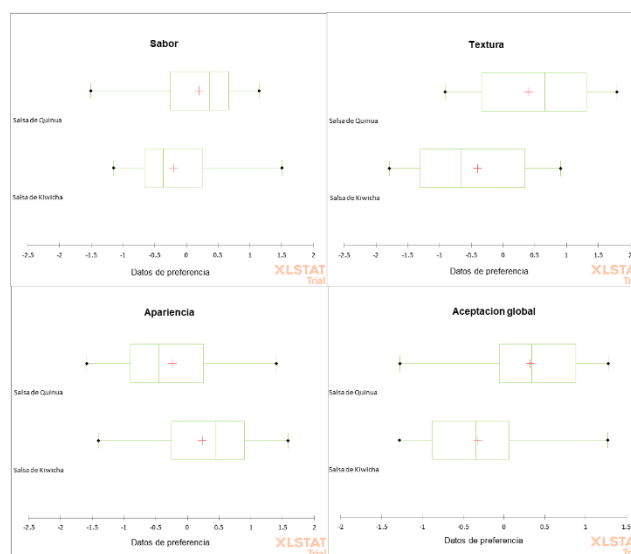 Sabor
Salsa de Quinua
Salsa de Kiwicha
-2.5 -2 -1.5 -1 -0.5 0 0.5 1 1.5 2
Datos de preferencia
XLSTAT
Trial
Textura
Salsa de Quinua
Salsa de Kiwicha
-2.5 -2 -1.5 -1 -0.5 0 0.5 1 1.5 2
Datos de preferencia
XLSTAT
Trial
Apariencia
Salsa de Quinua
Salsa de Kiwicha
-2 -1.5 -1 -0.5 0 0.5 1 1.5 2
Datos de preferencia
XLSTAT
Trial
Aceptacion global
Salsa de Quinua
Salsa de Kiwicha
-2 -1.5 -1 -0.5 0 0.5 1 1.5
Datos de preferencia
XLSTAT
Trial